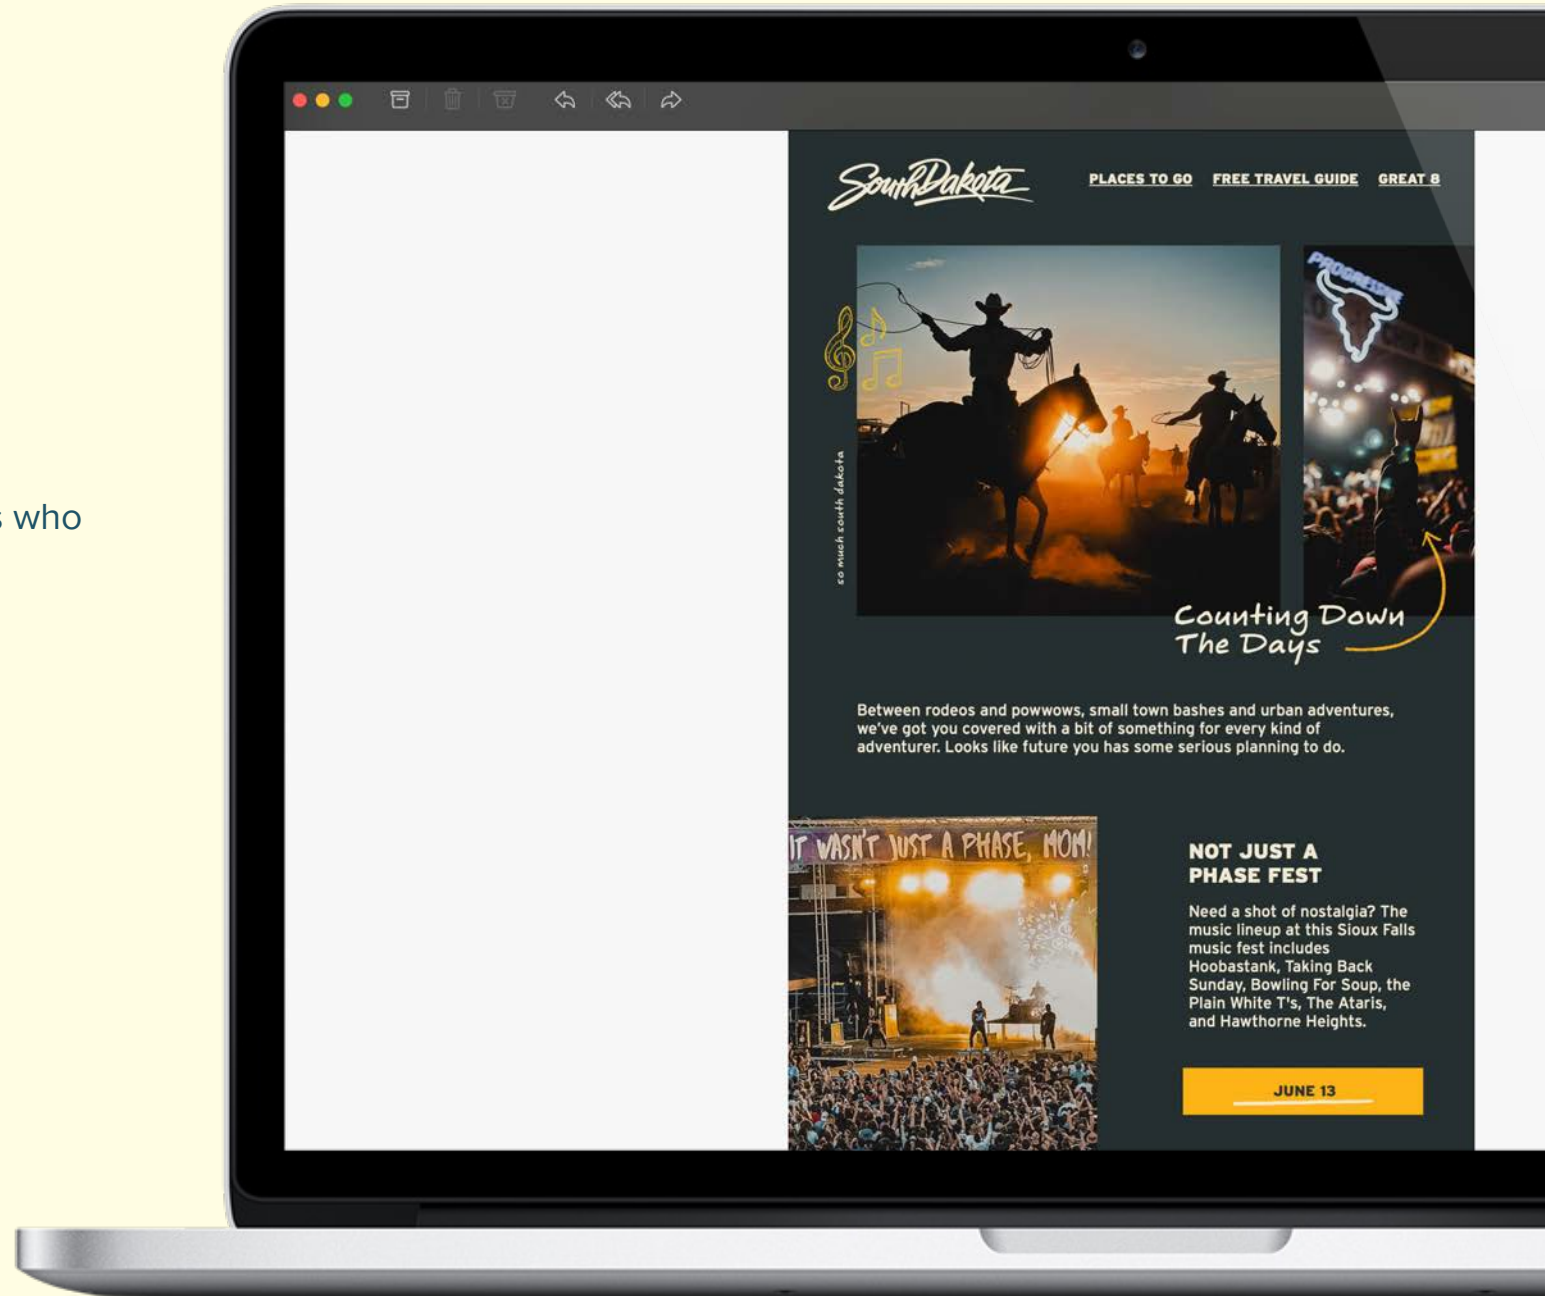 who
South Dakota
PLACES TO GO FREE TRAVEL GUIDE GREAT 8
PROGRESSIVE
so much south dakota
Counting Down
The Days
Between rodeos and powwows, small town bashes and urban adventures,
we've got you covered with a bit of something for every kind of
adventurer. Looks like future you has some serious planning to do.
IT WASN'T JUST A PHASE, MOM!
NOT JUST A
PHASE FEST
Need a shot of nostalgia? The
music lineup at this Sioux Falls
music fest includes
Hoobastank, Taking Back
Sunday, Bowling For Soup, the
Plain White T's, The Ataris,
and Hawthorne Heights.
JUNE 13